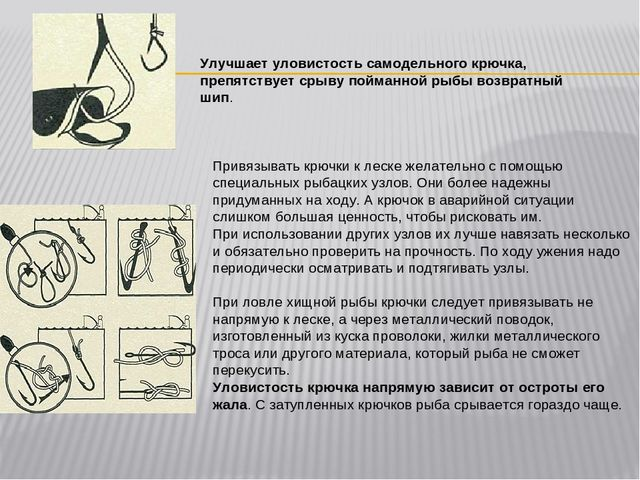 Улучшает уловистость самодельного крючка,
препятствует срыву пойманной рыбы возвратный
шип.
Привязывать крючки к леске желательно с помощью
специальных рыбацких узлов. Они более надежны
придуманных на ходу. А крючок в аварийной ситуации
слишком большая ценность, чтобы рисковать им.
При использовании других узлов их лучше навязать несколько
и обязательно проверить на прочность. По ходу ужения надо
периодически осматривать и подтягивать узлы.
При ловле хищной рыбы крючки следует привязывать не
напрямую к леске, а через металлический поводок,
изготовленный из куска проволоки, жилки металлического
троса или другого материала, который рыба не сможет
перекусить.
Уловистость крючка напрямую зависит от остроты его
жала. С затупленных крючков рыба срывается гораздо чаще.